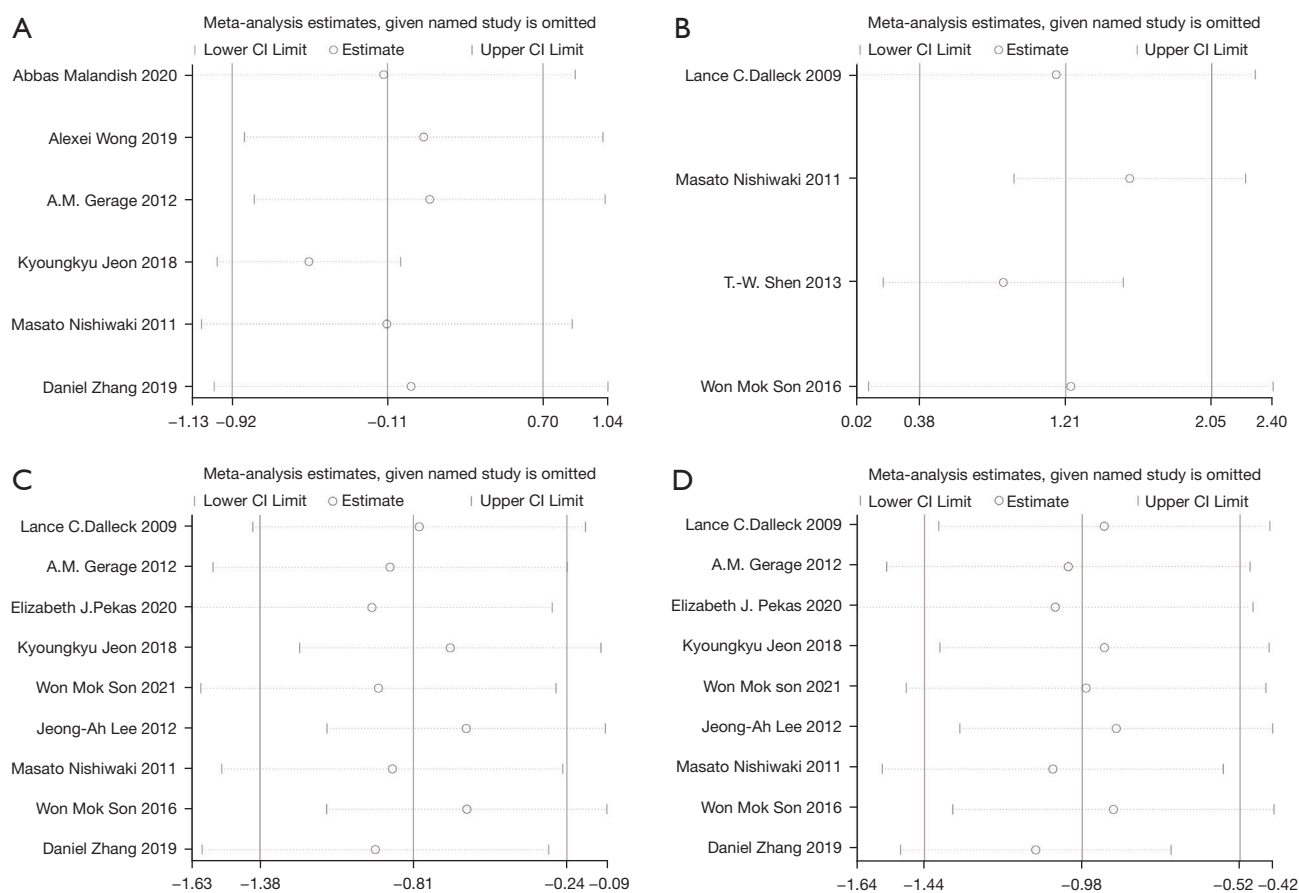 A
Meta-analysis estimates, given named study is omitted
Lower CI Limit Estimate Upper CI Limit
Abbas Malandish 2020
Alexei Wong 2019
A.M. Gerage 2012
Kyoungkyu Jeon 2018
Masato Nishiwaki 2011
Daniel Zhang 2019
−1.13 −0.92 −0.11 0.70 1.04
B
Meta-analysis estimates, given named study is omitted
Lower CI Limit Estimate Upper CI Limit
Lance C.Dalleck 2009
Masato Nishiwaki 2011
T.-W. Shen 2013
Won Mok Son 2016
0.02 0.38 1.21 2.05 2.40
C
Meta-analysis estimates, given named study is omitted
Lower CI Limit Estimate Upper CI Limit
Lance C.Dalleck 2009
A.M. Gerage 2012
Elizabeth J.Pekas 2020
Kyoungkyu Jeon 2018
Won Mok Son 2021
Jeong-Ah Lee 2012
Masato Nishiwaki 2011
Won Mok Son 2016
Daniel Zhang 2019
−1.63 −1.38 −0.81 −0.24 −0.09
D
Meta-analysis estimates, given named study is omitted
Lower CI Limit Estimate Upper CI Limit
Lance C.Dalleck 2009
A.M. Gerage 2012
Elizabeth J. Pekas 2020
Kyoungkyu Jeon 2018
Won Mok son 2021
Jeong-Ah Lee 2012
Masato Nishiwaki 2011
Won Mok Son 2016
Daniel Zhang 2019
−1.64 −1.44 −0.98 −0.52 −0.42